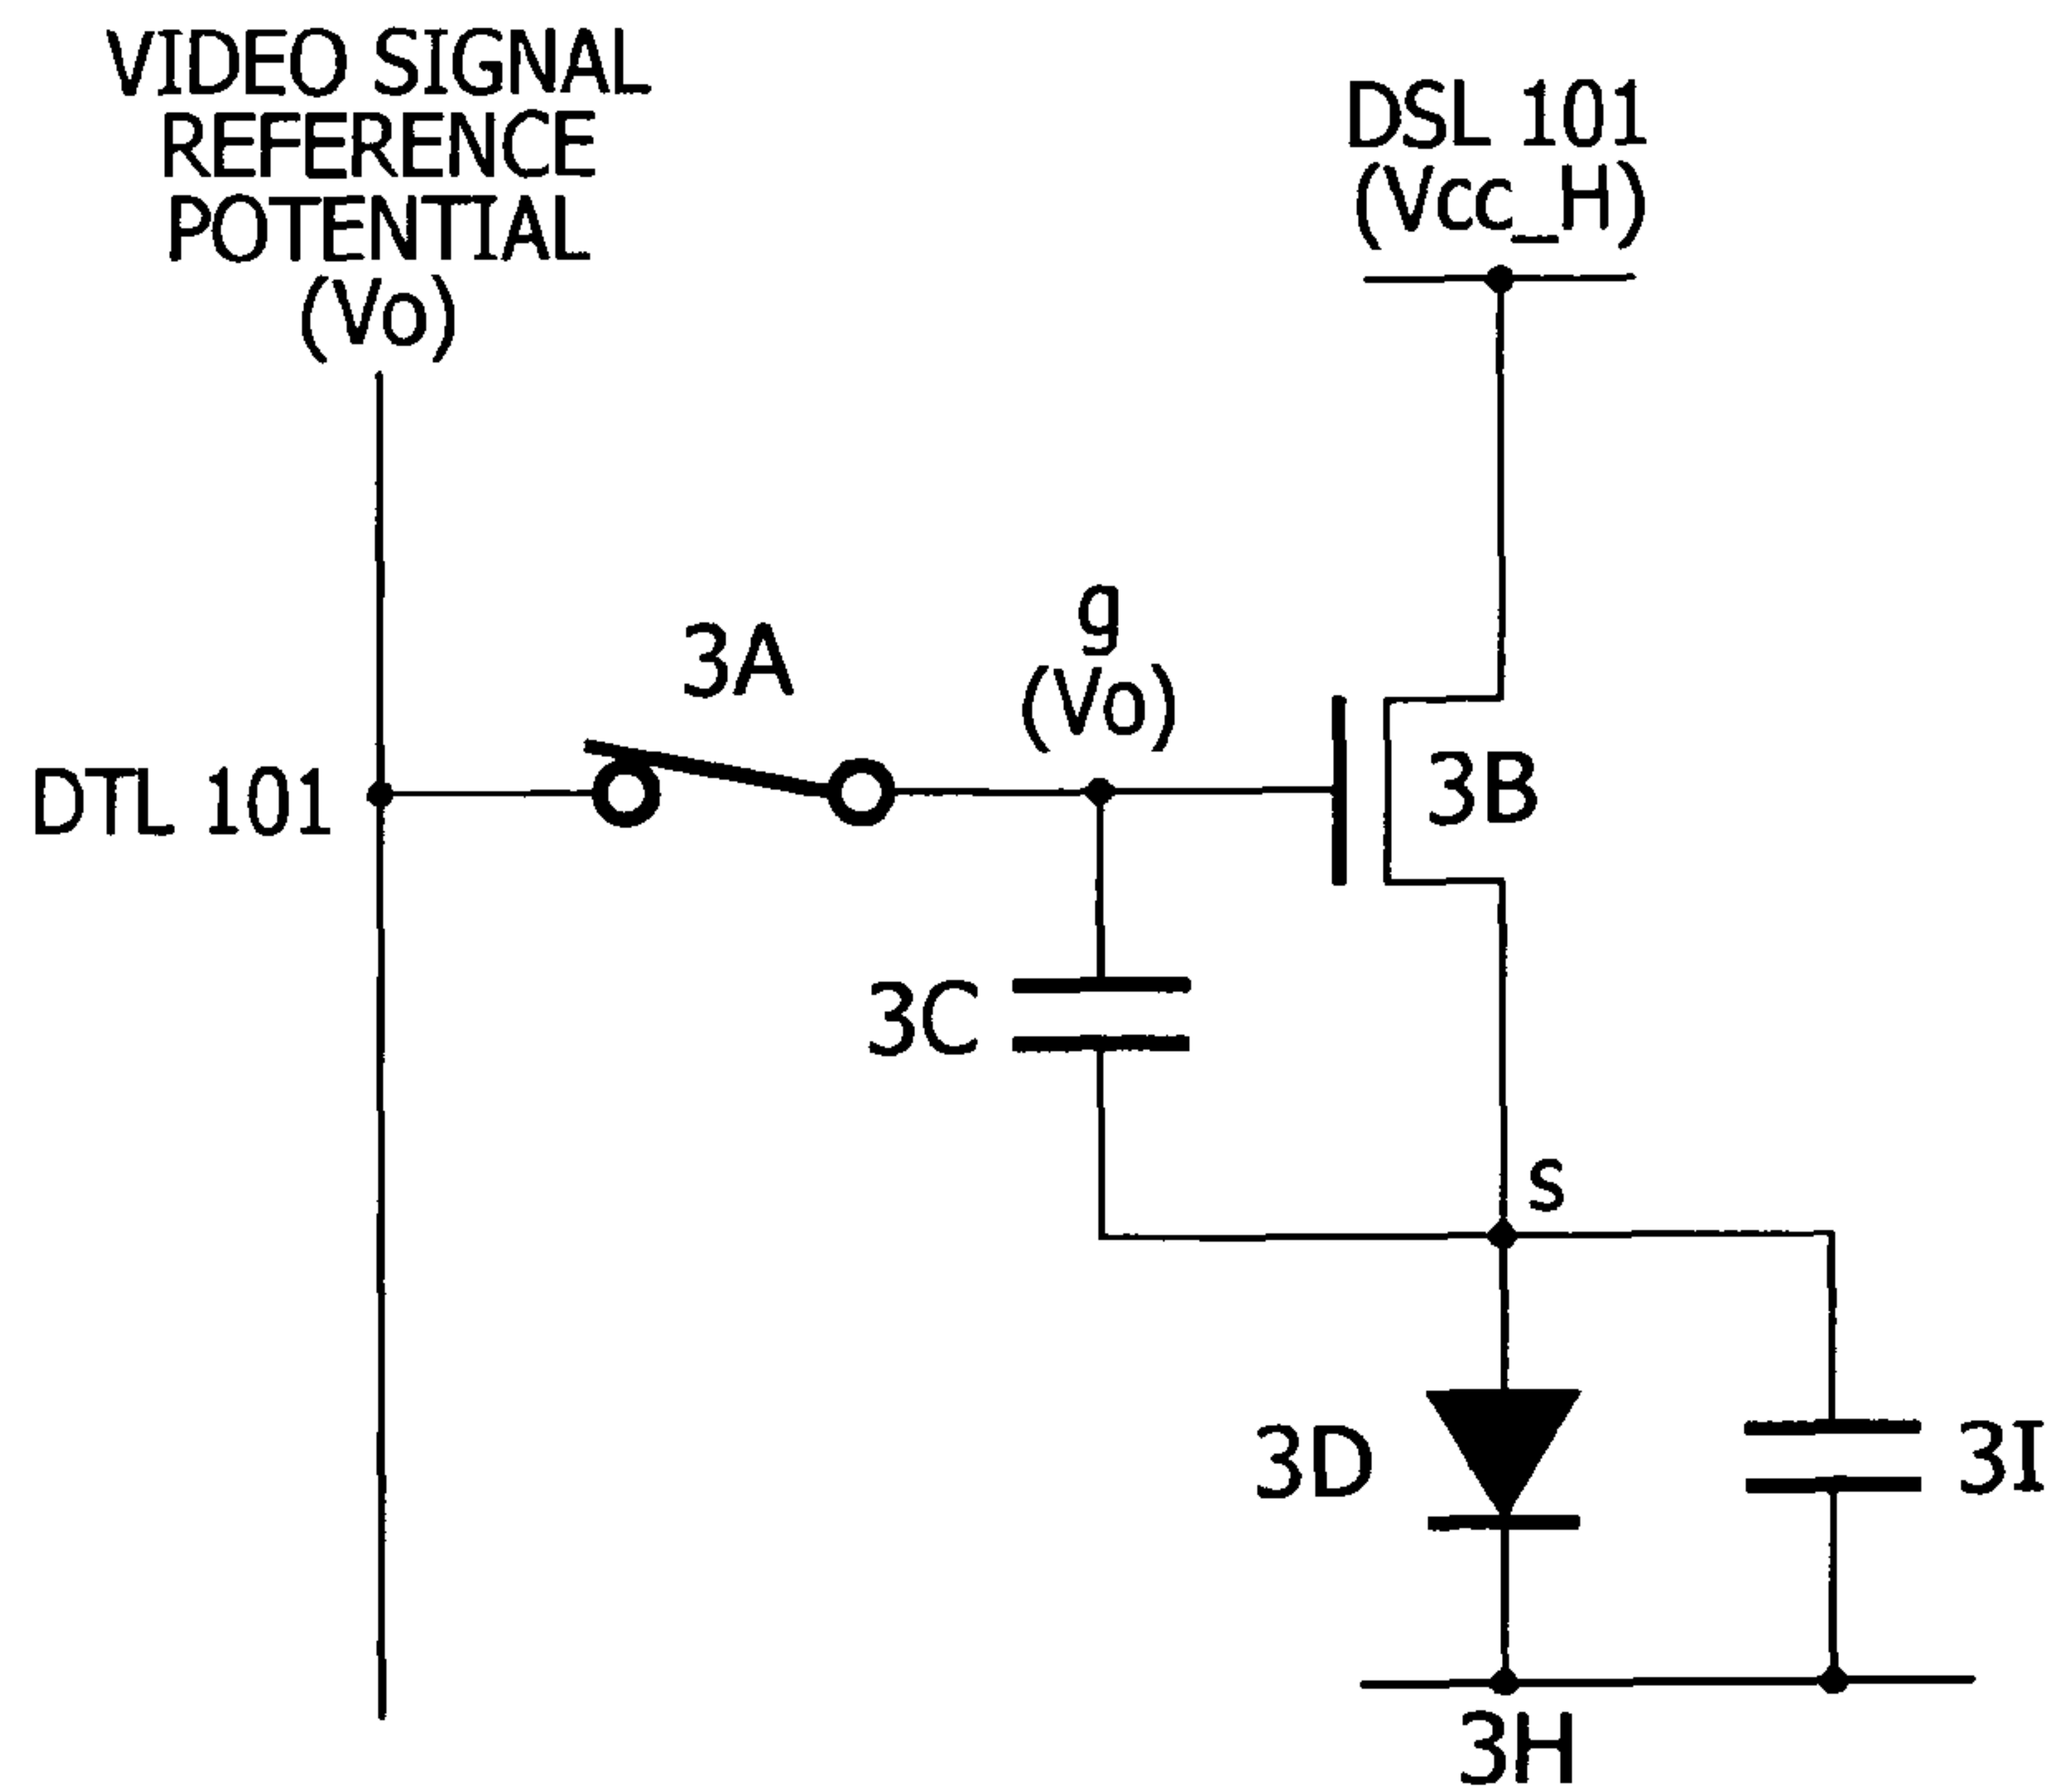 VIDEO SIGNAL
REFERENCE
POTENTIAL
(Vo)
DSL 101
(Vcc_H)
3A
g
(Vo)
DTL 101
3B
3C
s
3D
3I
3H